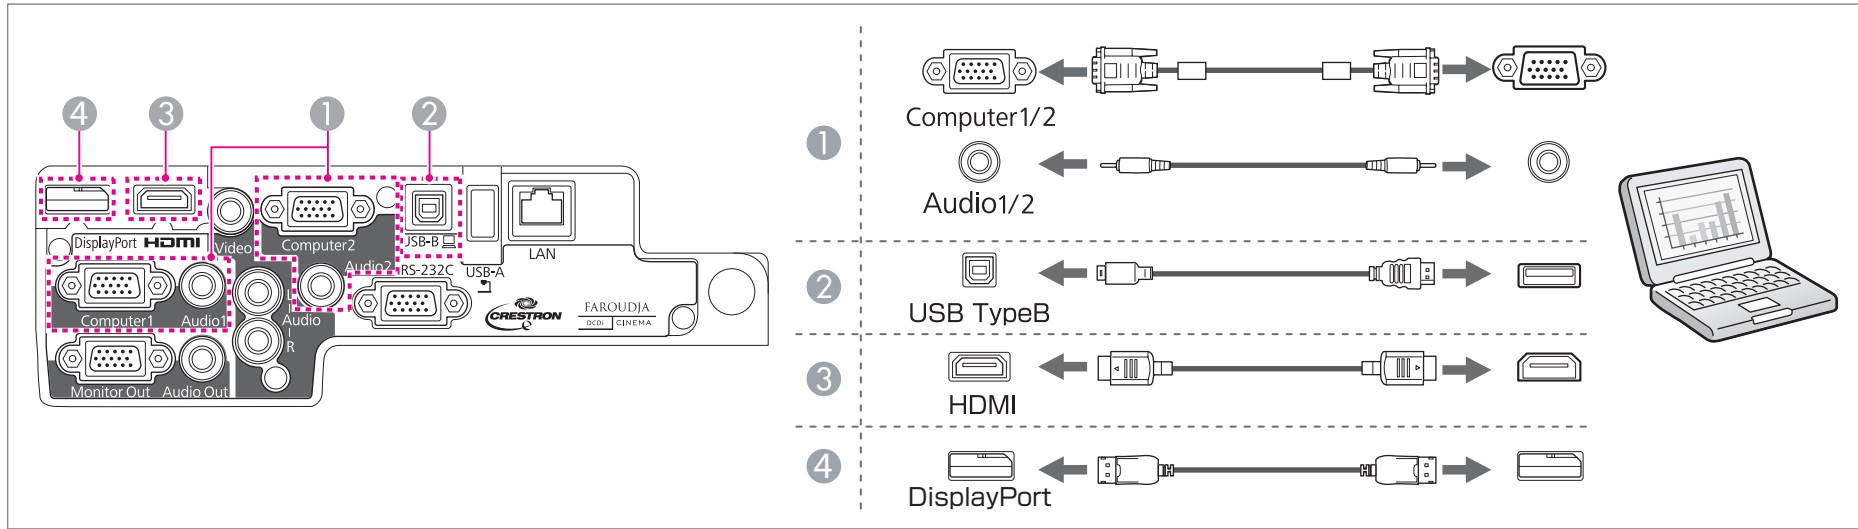 4
3
1
2
DisplayPort
HDMI
Video
Computer2
USB-B
LAN
Audio2
RS-232C
USB-A
Computer1
Audio1
Audio
R
CRESTRON
e
FAROUDJA
DCDi CINEMA
Monitor Out
Audio Out
1
Computer1/2
Audio1/2
2
USB TypeB
3
HDMI
4
DisplayPort